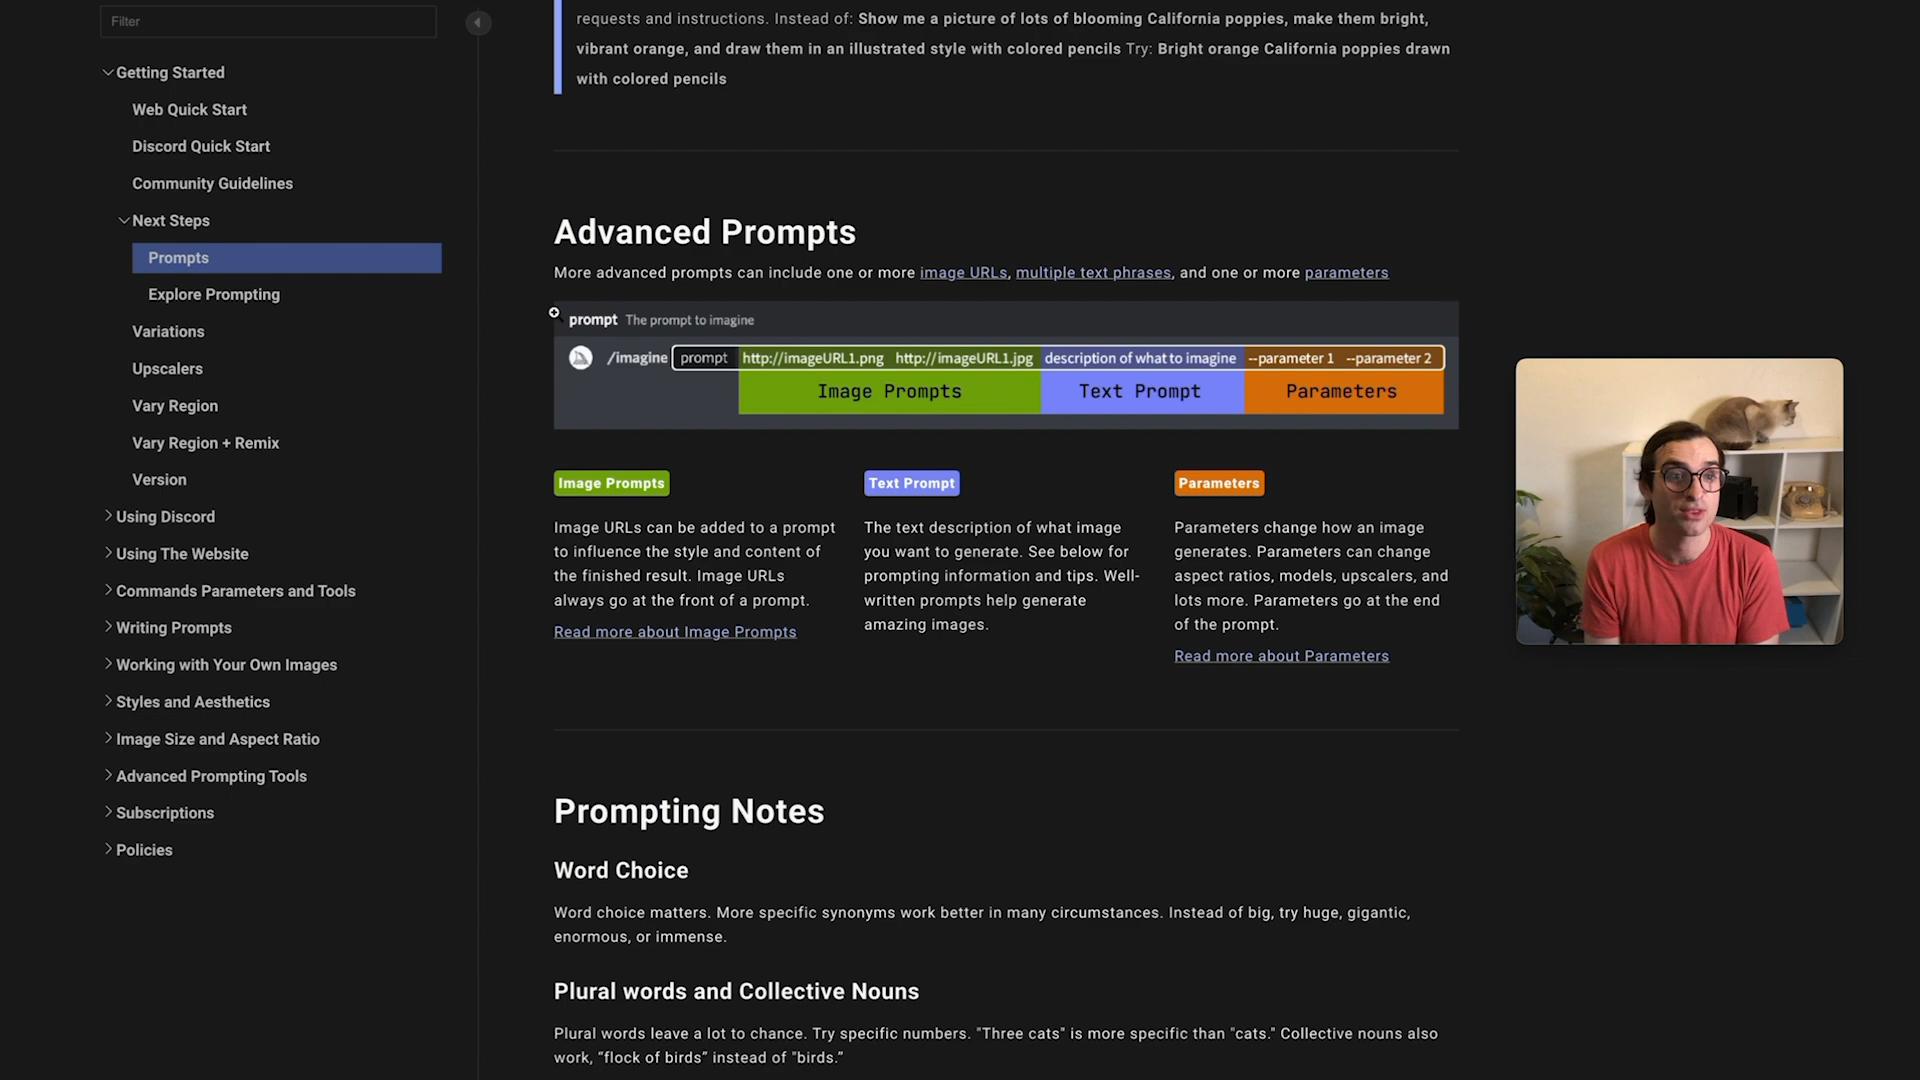 Filter
Getting Started
Web Quick Start
Discord Quick Start
Community Guidelines
Next Steps
Prompts
Explore Prompting
Variations
Upscalers
Vary Region
Vary Region + Remix
Version
Using Discord
Using The Website
Commands Parameters and Tools
Writing Prompts
Working with Your Own Images
Styles and Aesthetics
Image Size and Aspect Ratio
Advanced Prompting Tools
Subscriptions
Policies
requests and instructions. Instead of: Show me a picture of lots of blooming California poppies, make them bright,
vibrant orange, and draw them in an illustrated style with colored pencils Try: Bright orange California poppies drawn
with colored pencils
Advanced Prompts
More advanced prompts can include one or more image URLs, multiple text phrases, and one or more parameters
prompt The prompt to imagine
/imagine prompt http://imageURL1.png http://imageURL1.jpg description of what to imagine --parameter 1 --parameter 2
Image Prompts Text Prompt Parameters
Image Prompts
Image URLs can be added to a prompt
to influence the style and content of
the finished result. Image URLs
always go at the front of a prompt.
Read more about Image Prompts
Text Prompt
The text description of what image
you want to generate. See below for
prompting information and tips. Well-
written prompts help generate
amazing images.
Parameters
Parameters change how an image
generates. Parameters can change
aspect ratios, models, upscalers, and
lots more. Parameters go at the end
of the prompt.
Read more about Parameters
Prompting Notes
Word Choice
Word choice matters. More specific synonyms work better in many circumstances. Instead of big, try huge, gigantic,
enormous, or immense.
Plural words and Collective Nouns
Plural words leave a lot to chance. Try specific numbers. "Three cats" is more specific than "cats." Collective nouns also
work, “flock of birds” instead of "birds.”